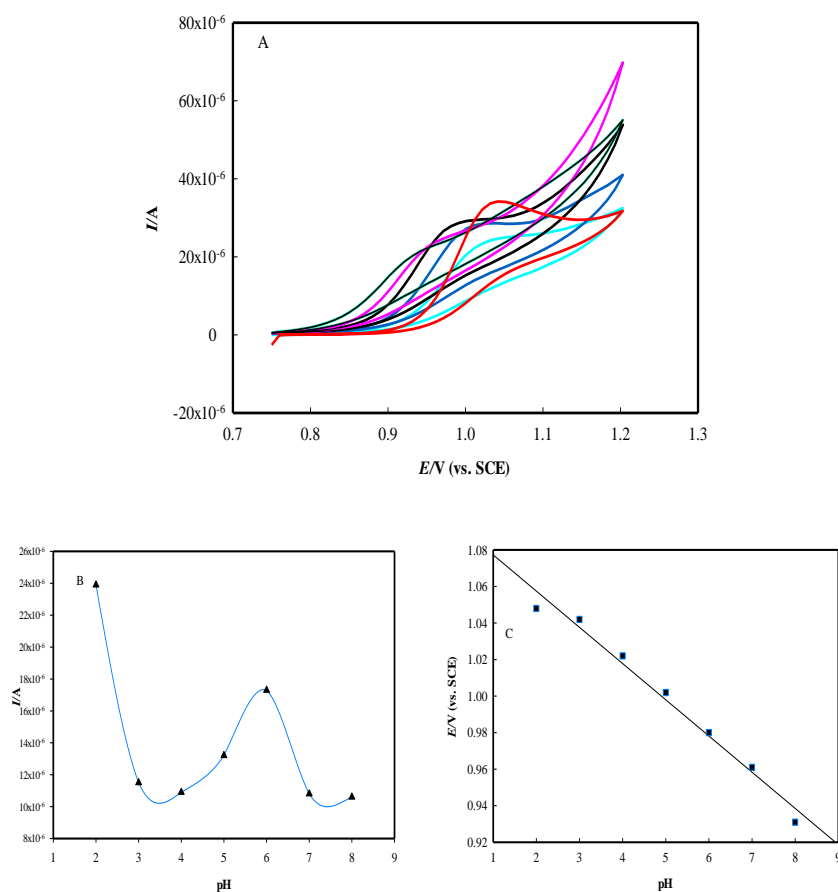 A
80x10-6
60x10-6
40x10-6
20x10-6
0
-20x10-6
I/A
0.7 0.8 0.9 1.0 1.1 1.2 1.3
E/V (vs. SCE)
B
26x10-6
24x10-6
22x10-6
20x10-6
18x10-6
16x10-6
14x10-6
12x10-6
10x10-6
8x10-6
I/A
1 2 3 4 5 6 7 8 9
pH
C
1.08
1.06
1.04
1.02
1.00
0.98
0.96
0.94
0.92
E/V (vs. SCE)
1 2 3 4 5 6 7 8 9
pH